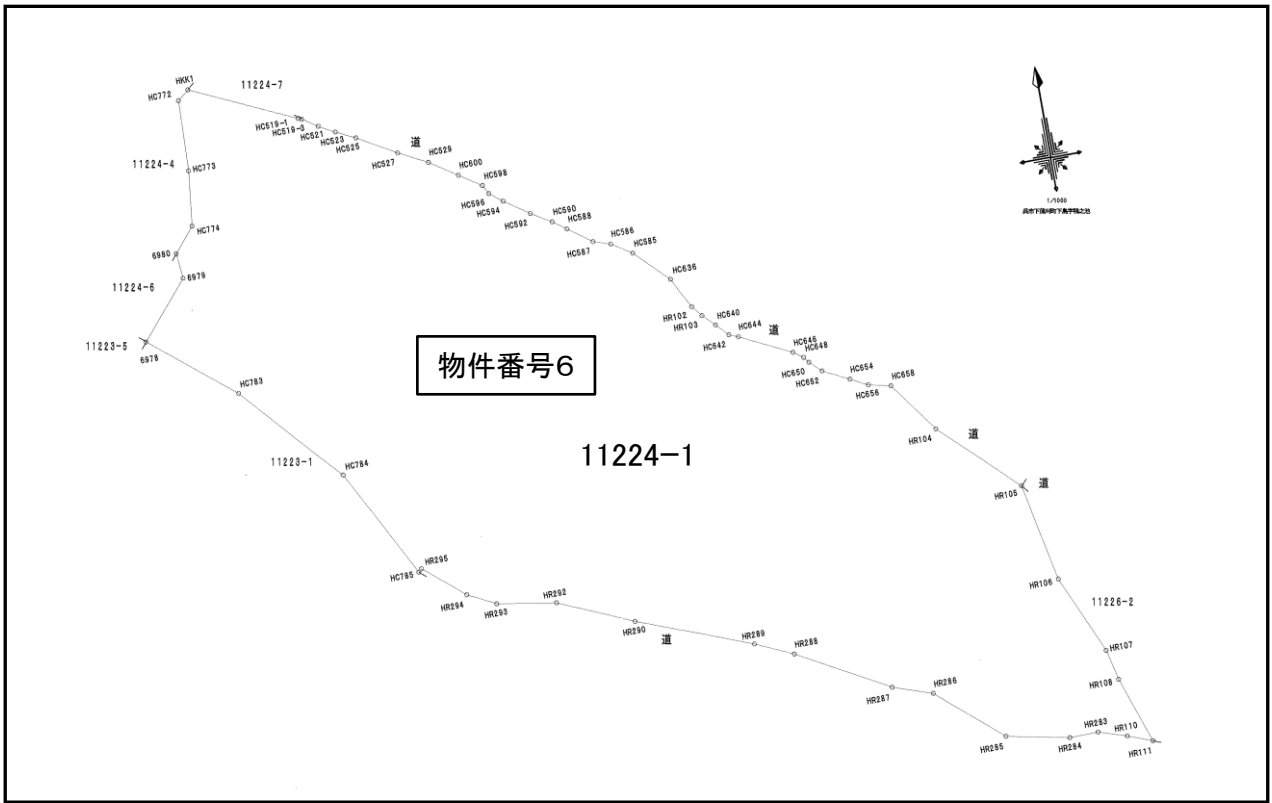 HKK1
11224-7
HC772
HC519-1
HC519-3
HC521
HC523
HC525
道
HC527
HC529
HC600
HC598
HC596
HC594
HC592
HC590
HC588
HC587
HC586
HC585
11224-4
HC773
HC774
6980
6979
11224-6
11223-5
6978
HC636
HR102
HR103
HC640
HC642
HC644
道
HC646
HC648
HC650
HC652
HC654
HC656
HC658
1/1000
物件番号6
11224-1
HC783
11223-1
HC784
HR104
道
HR105
道
HC785
HR295
HR294
HR293
HR292
HR290
道
HR289
HR288
HR106
11226-2
HR107
HR108
HR287
HR286
HR285
HR284
HR283
HR110
HR111